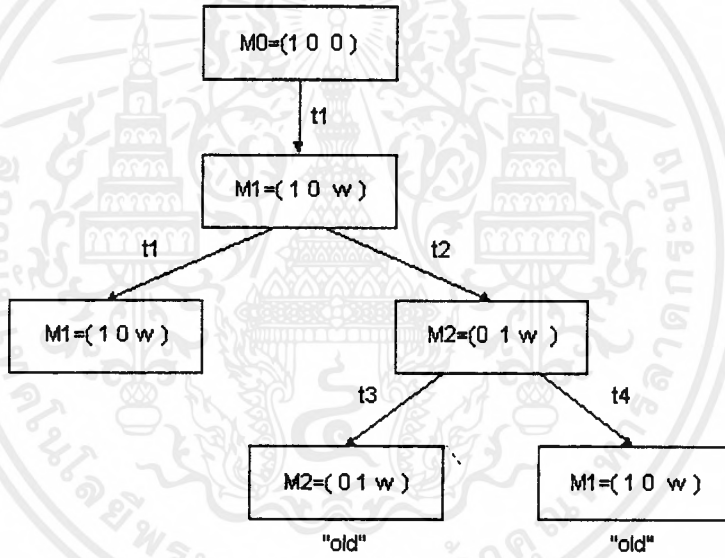 M0=(1 0 0 )
t1
M1=( 1 0 w )
t1 t2
M1=( 1 0 w ) M2=(0 1 w )
t3 t4
M2=( 0 1 w ) M1=( 1 0 w )
"old" "old"